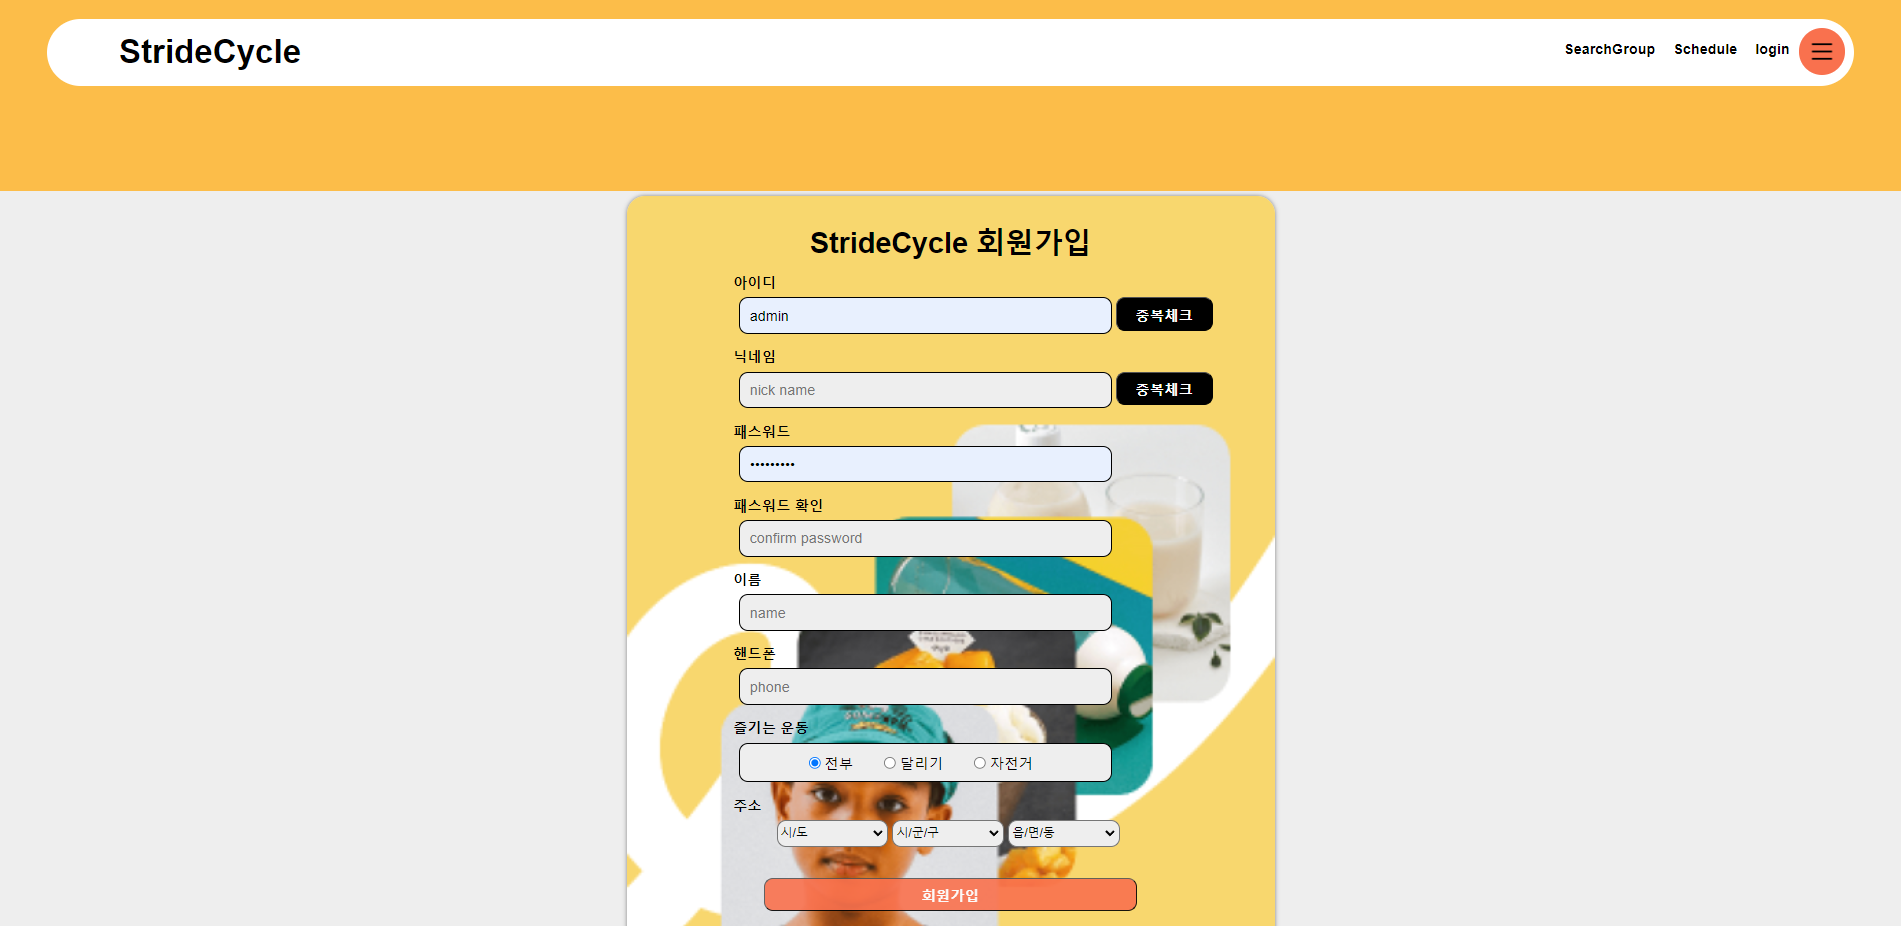 StrideCycle
SearchGroup Schedule login
StrideCycle 회원가입
아이디
admin 중복체크
닉네임
nick name 중복체크
패스워드
•••••••••
패스워드 확인
confirm password
이름
name
핸드폰
phone
즐기는 운동
전부 달리기 자전거
주소
시/도 시/군/구 읍/면/동
회원가입